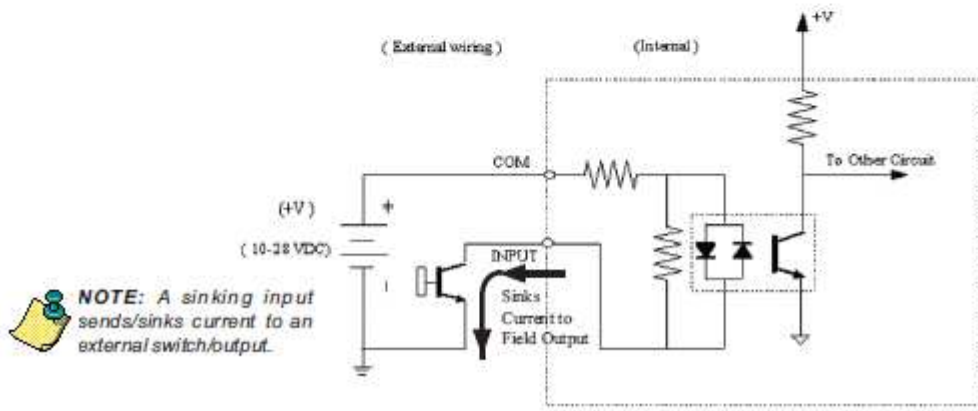 +V
( External wiring )
(Internal )
COM
To Other Circuit
(+V )
+
( 10-28 VDC)
INPUT
Sinks
Current to
Field Output
NOTE: A sinking input
sends/sinks current to an
external switch/output.